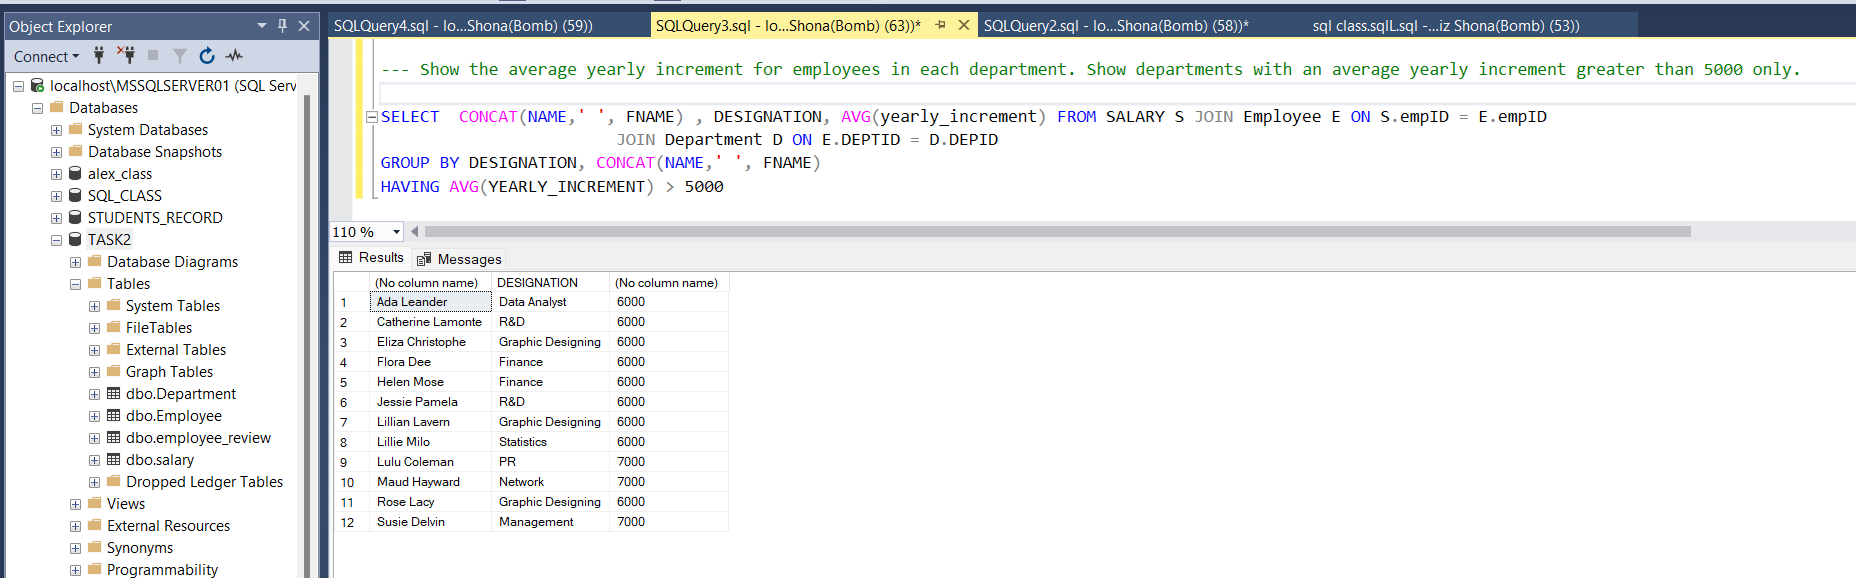 Object Explorer
Connect
localhost\MSSQLSERVER01 (SQL Serv
Databases
System Databases
Database Snapshots
alex_class
SQL_CLASS
STUDENTS_RECORD
TASK2
Database Diagrams
Tables
System Tables
FileTables
External Tables
Graph Tables
dbo.Department
dbo.Employee
dbo.employee_review
dbo.salary
Dropped Ledger Tables
Views
External Resources
Synonyms
Programmability
SQLQuery4.sql - lo...Shona(Bomb) (59)) SQLQuery3.sql - lo...Shona(Bomb) (63))* SQLQuery2.sql - lo...Shona(Bomb) (58))* sql class.sqlL.sql -...iz Shona(Bomb) (53))
--- Show the average yearly increment for employees in each department. Show departments with an average yearly increment greater than 5000 only.
SELECT CONCAT(NAME,' ', FNAME) , DESIGNATION, AVG(yearly_increment) FROM SALARY S JOIN Employee E ON S.empID = E.empID
JOIN Department D ON E.DEPTID = D.DEPID
GROUP BY DESIGNATION, CONCAT(NAME,' ', FNAME)
HAVING AVG(YEARLY_INCREMENT) > 5000
110 %
Results Messages
(No column name) DESIGNATION (No column name)
1 Ada Leander Data Analyst 6000
2 Catherine Lamonte R&D 6000
3 Eliza Christophe Graphic Designing 6000
4 Flora Dee Finance 6000
5 Helen Mose Finance 6000
6 Jessie Pamela R&D 6000
7 Lillian Lavern Graphic Designing 6000
8 Lillie Milo Statistics 6000
9 Lulu Coleman PR 7000
10 Maud Hayward Network 7000
11 Rose Lacy Graphic Designing 6000
12 Susie Delvin Management 7000